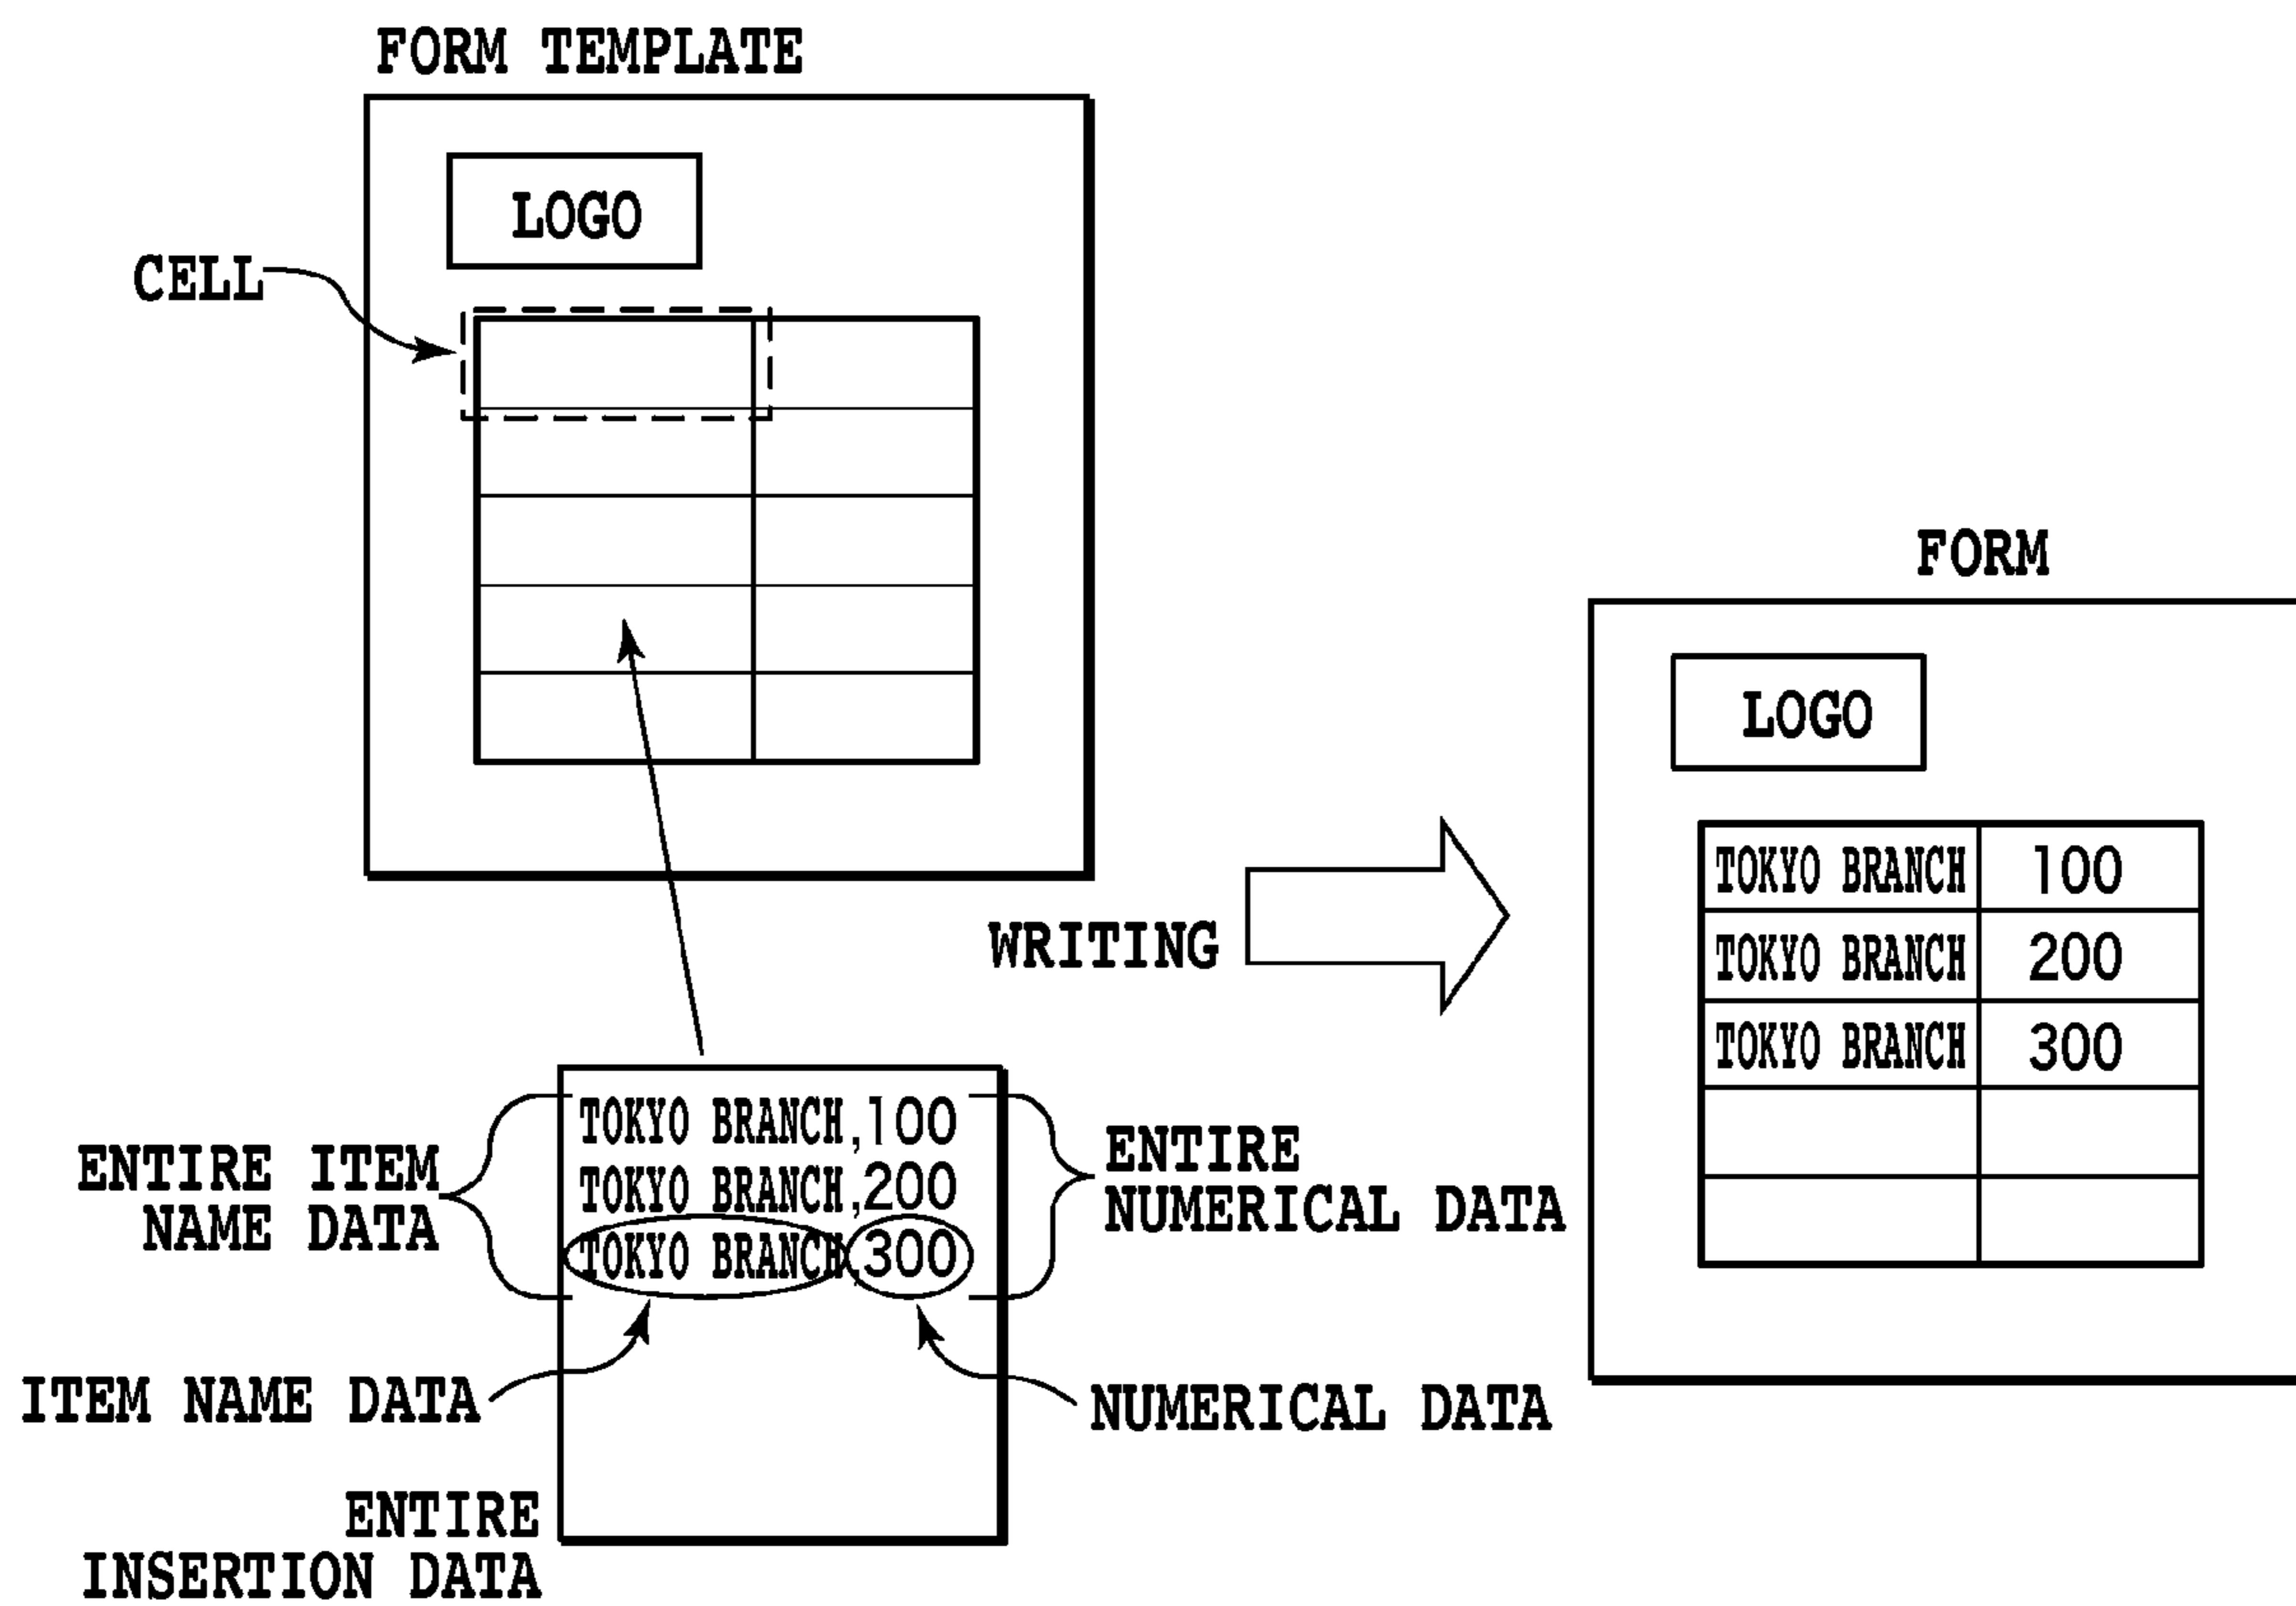 FORM TEMPLATE
LOGO
CELL
FORM
LOGO
TOKYO BRANCH 100
TOKYO BRANCH 200
TOKYO BRANCH 300
WRITING
TOKYO BRANCH,100
TOKYO BRANCH,200
TOKYO BRANCH,300
ENTIRE ITEM
NAME DATA
ENTIRE
NUMERICAL DATA
ITEM NAME DATA
NUMERICAL DATA
ENTIRE
INSERTION DATA